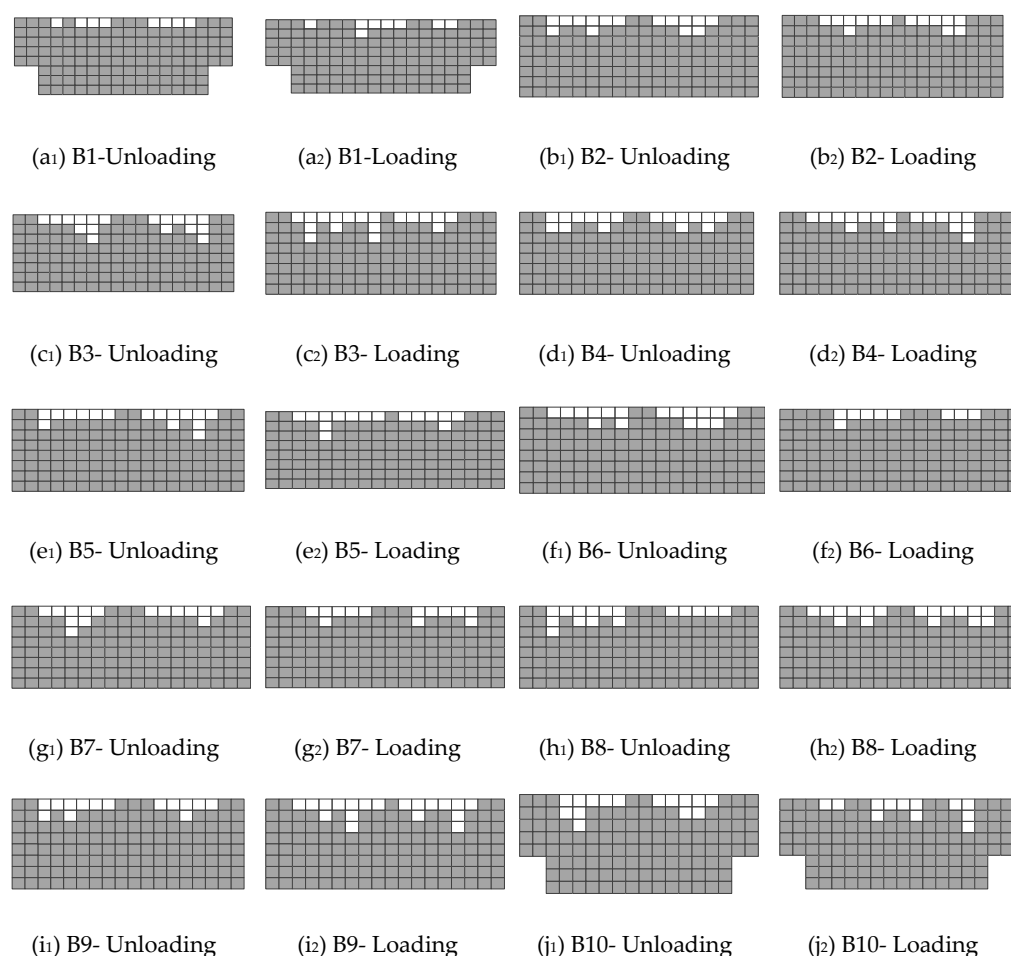 (a1) B1-Unloading (a2) B1-Loading (b1) B2- Unloading (b2) B2- Loading
(c1) B3- Unloading (c2) B3- Loading (d1) B4- Unloading (d2) B4- Loading
(e1) B5- Unloading (e2) B5- Loading (f1) B6- Unloading (f2) B6- Loading
(g1) B7- Unloading (g2) B7- Loading (h1) B8- Unloading (h2) B8- Loading
(i1) B9- Unloading (i2) B9- Loading (j1) B10- Unloading (j2) B10- Loading